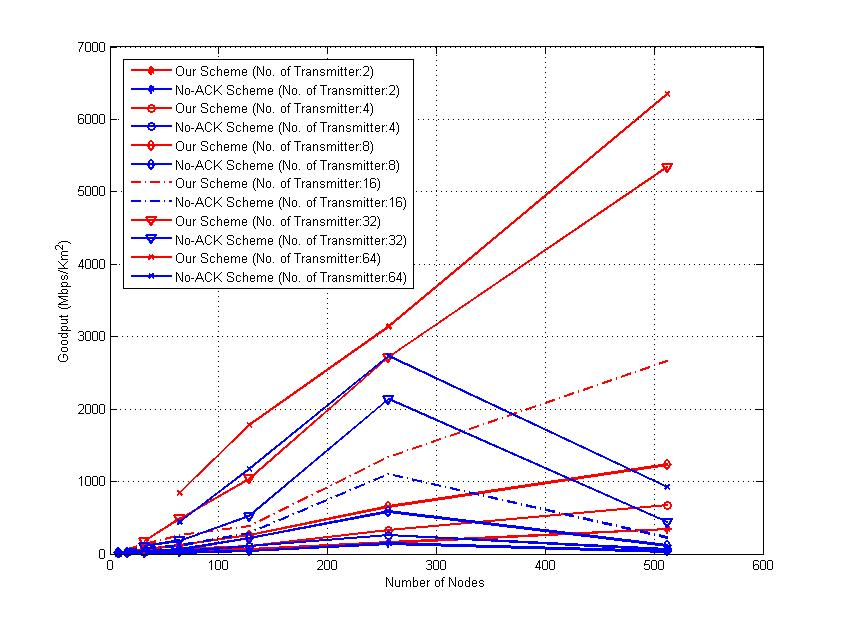 7000
6000
5000
4000
3000
2000
1000
0
Goodput (Mbps/Km2)
Our Scheme (No. of Transmitter:2)
No-ACK Scheme (No. of Transmitter:2)
Our Scheme (No. of Transmitter:4)
No-ACK Scheme (No. of Transmitter:4)
Our Scheme (No. of Transmitter:8)
No-ACK Scheme (No. of Transmitter:8)
Our Scheme (No. of Transmitter:16)
No-ACK Scheme (No. of Transmitter:16)
Our Scheme (No. of Transmitter:32)
No-ACK Scheme (No. of Transmitter:32)
Our Scheme (No. of Transmitter:64)
No-ACK Scheme (No. of Transmitter:64)
0 100 200 300 400 500 600
Number of Nodes